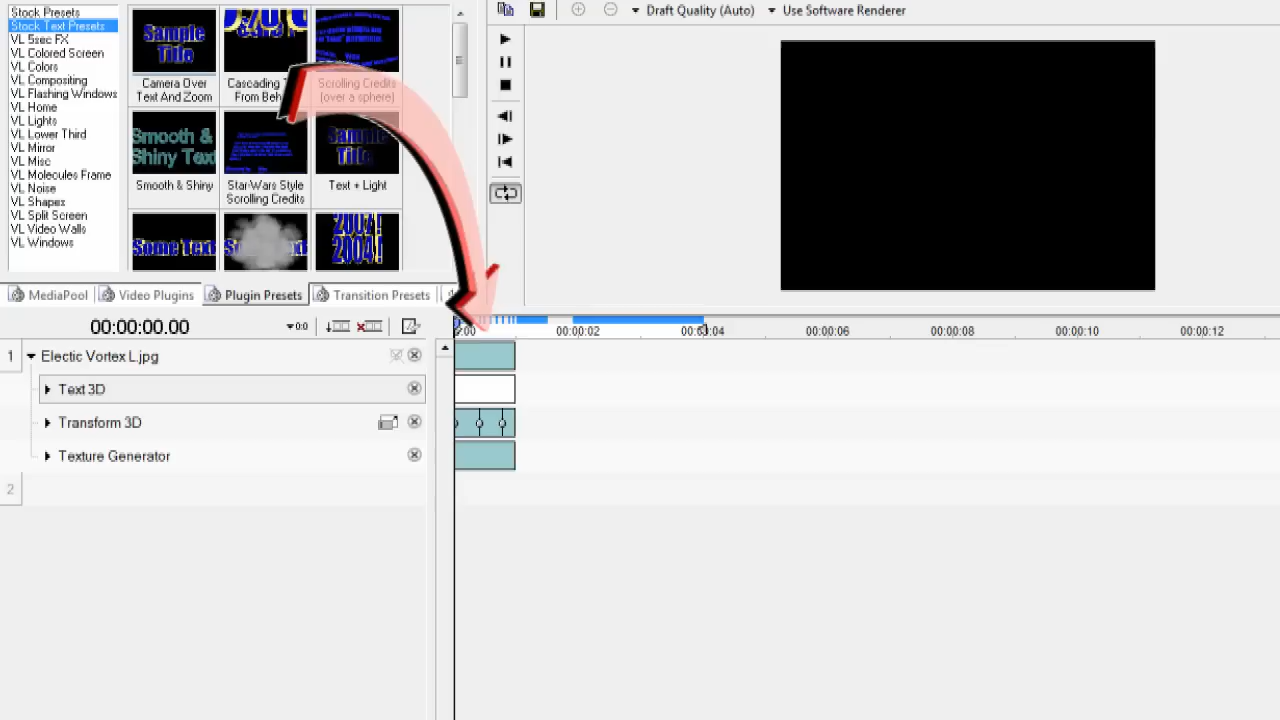 Stock Presets
Stock Text Presets
VL 5sec FX
VL Colored Screen
VL Colors
VL Compositing
VL Flashing Windows
VL Home
VL Lights
VL Lower Third
VL Mirror
VL Misc
VL Molecules Frame
VL Noise
VL Shapes
VL Split Screen
VL Video Walls
VL Windows
Sample
Title
Camera Over
Text And Zoom
Cascading
From
Scrolling Credits
(over a sphere)
Smooth &
Shiny Text
Smooth & Shiny
Star-Wars Style
Scrolling Credits
Sample
Title
Text + Light
Some Text
2004!
Draft Quality (Auto)
Use Software Renderer
MediaPool
Video Plugins
Plugin Presets
Transition Presets
00:00:00.00
0:0
00:00:02
00:00:04
00:00:06
00:00:08
00:00:10
00:00:12
1
Electic Vortex L.jpg
Text 3D
Transform 3D
Texture Generator
2